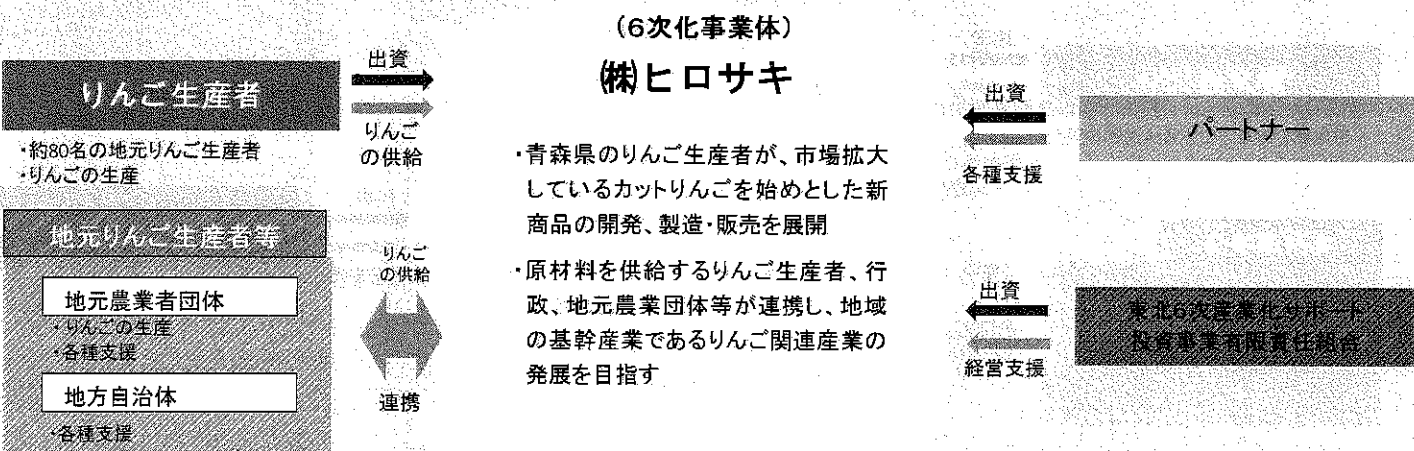 りんご生産者
・約80名の地元りんご生産者
・りんごの生産
地元りんご生産者等
地元農業者団体
・りんごの生産
・各種支援
地方自治体
・各種支援
出資
りんご
の供給
りんご
の供給
連携
(6次化事業体)
㈱ヒロサキ
・青森県のりんご生産者が、市場拡大
しているカットりんごを始めとした新
商品の開発、製造・販売を展開
・原材料を供給するりんご生産者、行
政、地元農業団体等が連携し、地域
の基幹産業であるりんご関連産業の
発展を目指す
出資
各種支援
パートナー
出資
経営支援
東北6次産業化サポート
投資事業有限責任組合